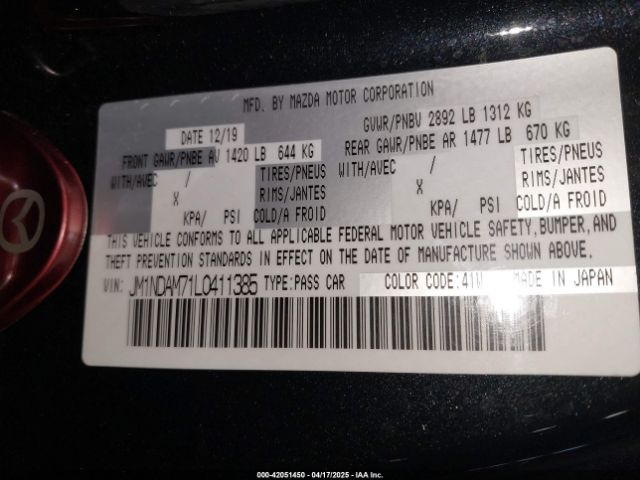 MFD. BY MAZDA MOTOR CORPORATION
DATE 12/19 GVWR/PNBV 2892 LB 1312 KG
FRONT GAWR/PNBE AV 1420 LB 644 KG REAR GAWR/PNBE AR 1477 LB 670 KG
WITH/AVEC / TIRES/PNEUS WITH/AVEC / TIRES/PNEUS
X RIMS/JANTES X RIMS/JANTES
KPA/ PSI COLD/A FROID KPA/ PSI COLD/A FROID
THIS VEHICLE CONFORMS TO ALL APPLICABLE FEDERAL MOTOR VEHICLE SAFETY, BUMPER, AND
THEFT PREVENTION STANDARDS IN EFFECT ON THE DATE OF MANUFACTURE SHOWN ABOVE.
VIN: JM1NDAM71L0411385 TYPE:PASS CAR COLOR CODE: MADE IN JAPAN
000-42051450 | 04/17/2025 | IAA Inc.